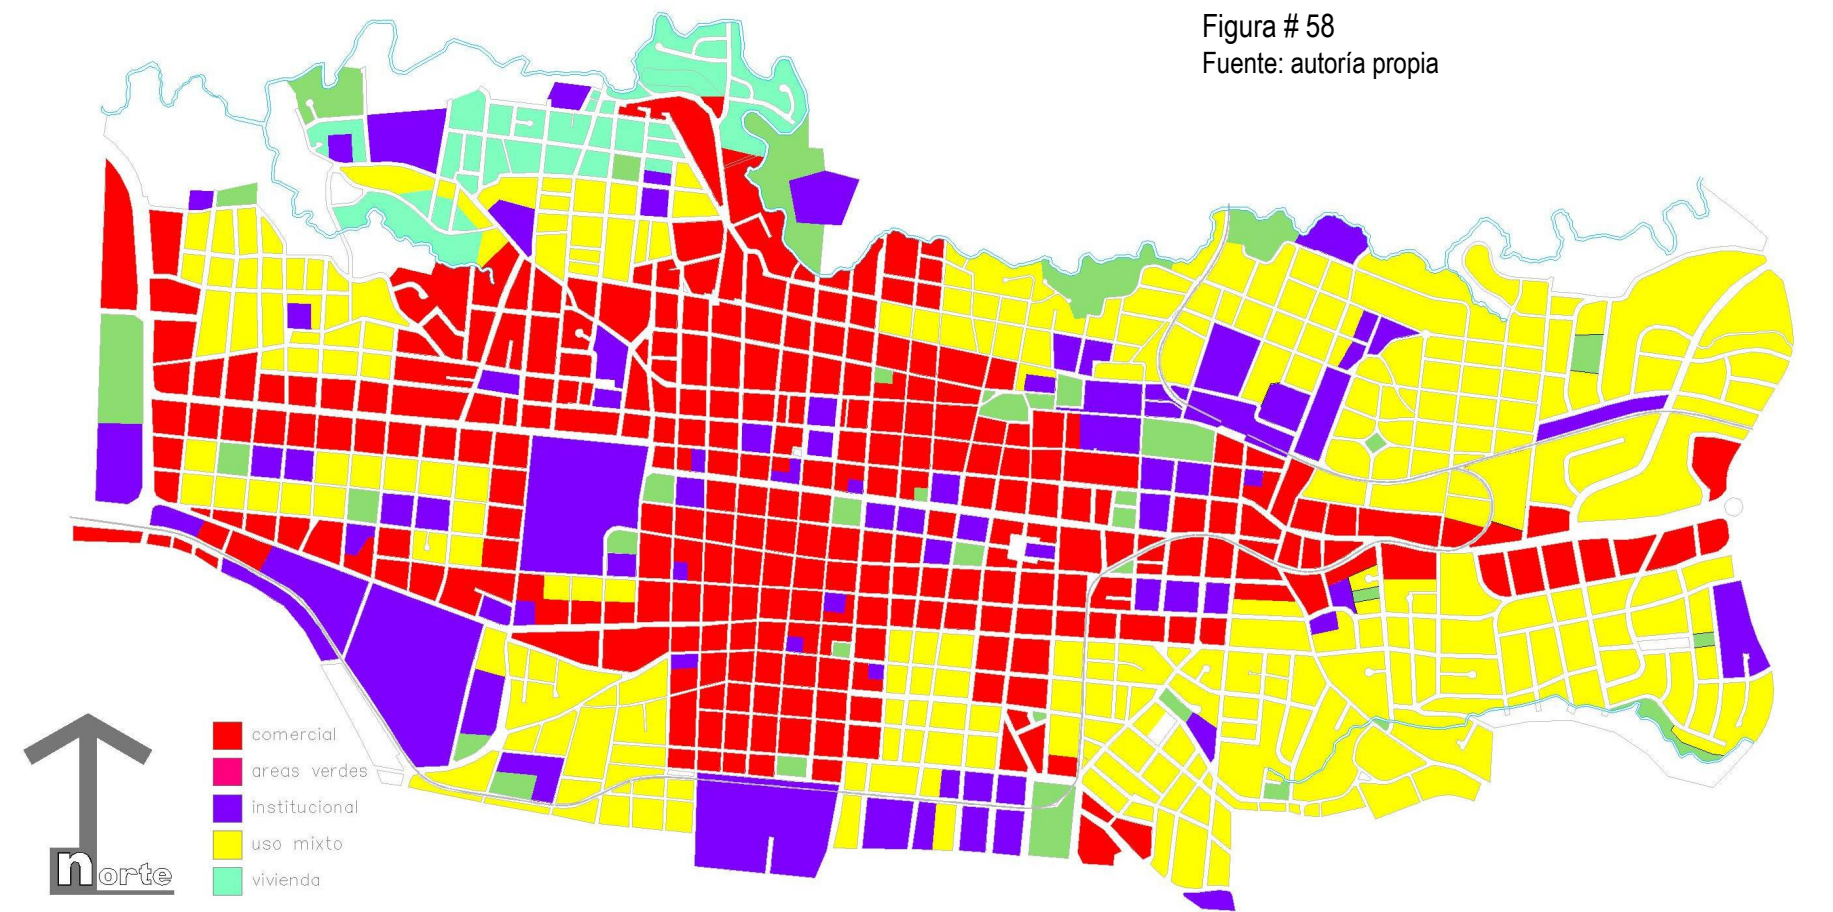 Figura # 58
Fuente: autoría propia
comercial
areas verdes
institucional
uso mixto
vivienda
norte